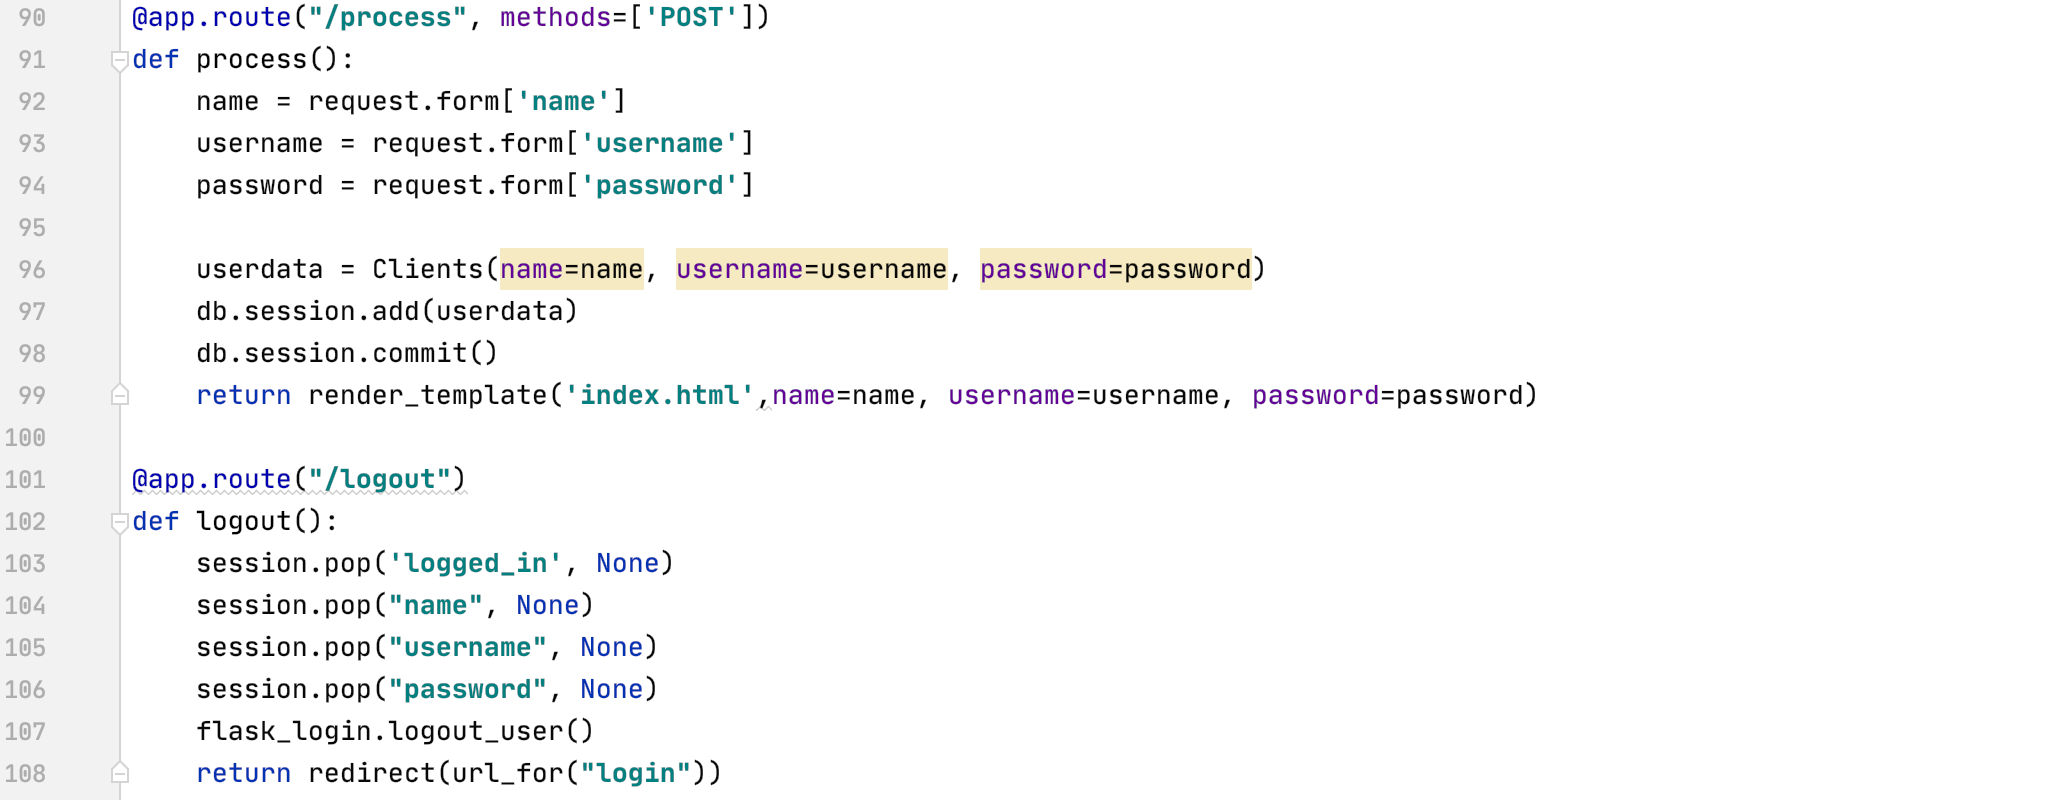 90 @app.route("/process", methods=['POST'])
91 def process():
92     name = request.form['name']
93     username = request.form['username']
94     password = request.form['password']
95
96     userdata = Clients(name=name, username=username, password=password)
97     db.session.add(userdata)
98     db.session.commit()
99     return render_template('index.html',name=name, username=username, password=password)
100
101 @app.route("/logout")
102 def logout():
103     session.pop('logged_in', None)
104     session.pop("name", None)
105     session.pop("username", None)
106     session.pop("password", None)
107     flask_login.logout_user()
108     return redirect(url_for("login"))